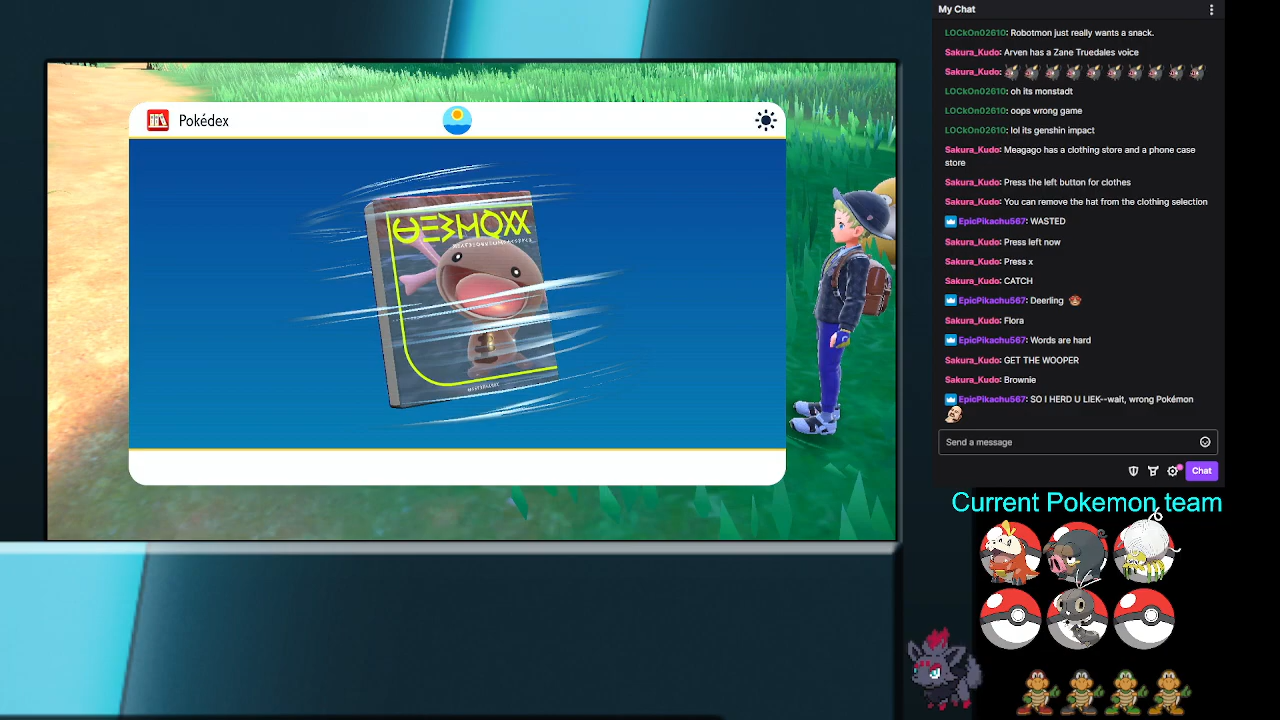 My Chat
LOCkOn02610: Robotmon just really wants a snack.
Sakura_Kudo: Arven has a Zane Truedales voice
Sakura_Kudo:
LOCkOn02610: oh its monstadt
LOCkOn02610: oops wrong game
LOCkOn02610: lol its genshin impact
Sakura_Kudo: Meagago has a clothing store and a phone case
store
Sakura_Kudo: Press the left button for clothes
Sakura_Kudo: You can remove the hat from the clothing selection
EpicPikachu567: WASTED
Sakura_Kudo: Press left now
Sakura_Kudo: Press x
Sakura_Kudo: CATCH
EpicPikachu567: Deerling
Sakura_Kudo: Flora
EpicPikachu567: Words are hard
Sakura_Kudo: GET THE WOOPER
Sakura_Kudo: Brownie
EpicPikachu567: SO I HERD U LIEK--wait, wrong Pokémon
Send a message
Chat
Pokédex
Current Pokemon team